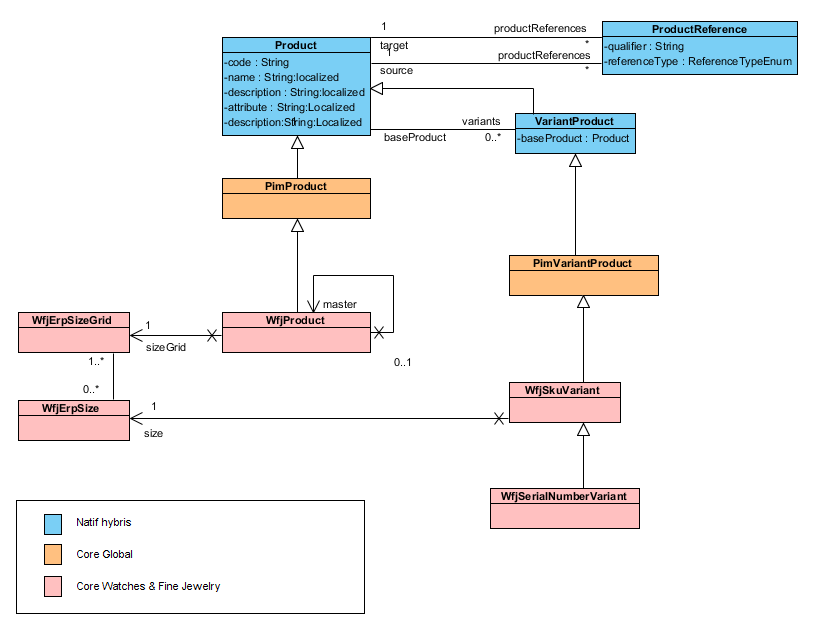 1
productReferences
ProductReference
Product
target
*
-qualifier : String
1
productReferences
-code : String
-referenceType : ReferenceTypeEnum
source
*
-name : String:localized
-description : String:localized
-attribute : String:Localized
variants
VariantProduct
-description:String:Localized
1
baseProduct
0..*
-baseProduct : Product
PimProduct
PimVariantProduct
master
WfjErpSizeGrid
1
WfjProduct
sizeGrid
1..*
0..1
0..*
WfjSkuVariant
WfjErpSize
1
size
WfjSerialNumberVariant
Natif hybris
Core Global
Core Watches & Fine Jewelry